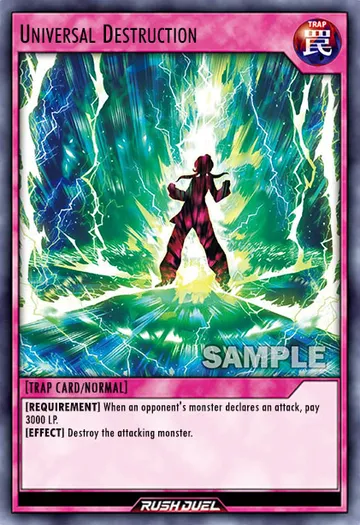 UNIVERSAL DESTRUCTION
TRAP
罠
SAMPLE
[TRAP CARD/NORMAL]
[REQUIREMENT] When an opponent's monster declares an attack, pay
3000 LP.
[EFFECT] Destroy the attacking monster.
RUSH DUEL